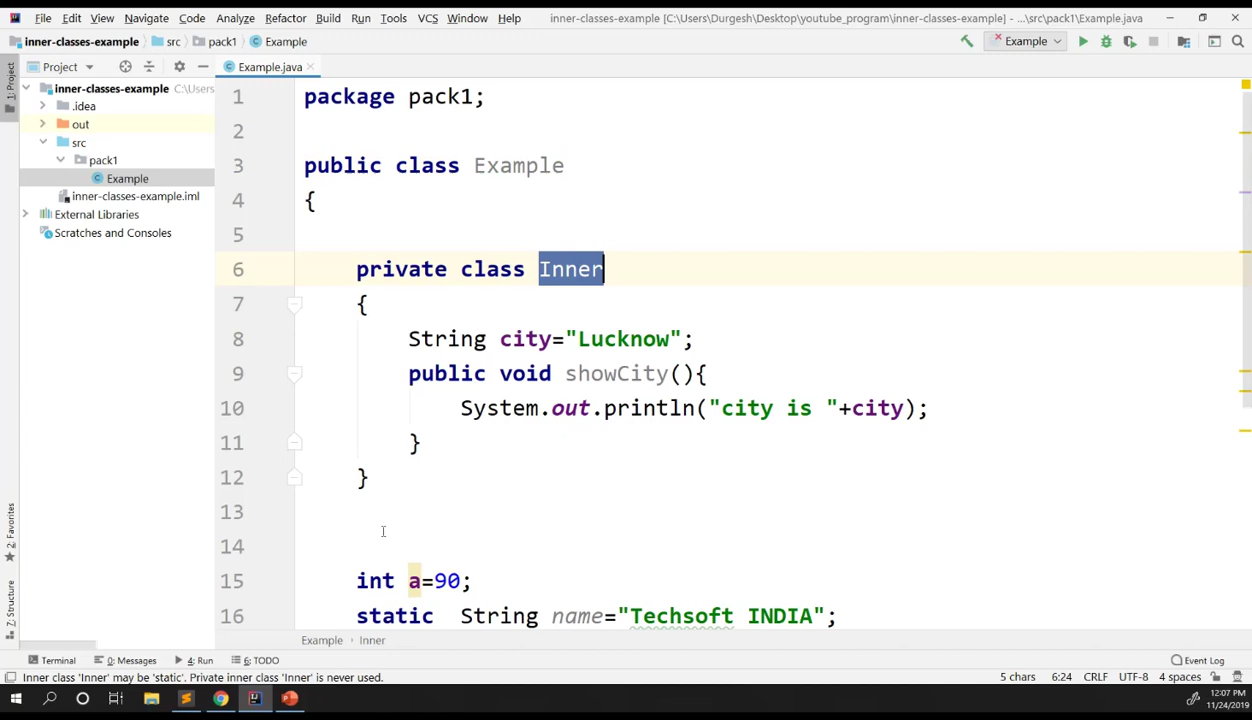 File Edit View Navigate Code Analyze Refactor Build Run Tools VCS Window Help inner-classes-example [C:\Users\Durgesh\Desktop\youtube_program\inner-classes-example] - ...\src\pack1\Example.java
inner-classes-example src pack1 Example Example
Project Example.java
1: Project
inner-classes-example C:\Users
.idea
out
src
pack1
Example
inner-classes-example.iml
External Libraries
Scratches and Consoles
1 package pack1;
2
3 public class Example
4 {
5
6 private class Inner
7 {
8 String city="Lucknow";
9 public void showCity(){
10 System.out.println("city is "+city);
11 }
12 }
13
14
15 int a=90;
16 static String name="Techsoft INDIA";
2: Favorites
7: Structure
Example Inner
Terminal 0: Messages 4: Run 6: TODO Event Log
Inner class 'Inner' may be 'static'. Private inner class 'Inner' is never used. 5 chars 6:24 CRLF UTF-8 4 spaces
12:07 PM
11/24/2019